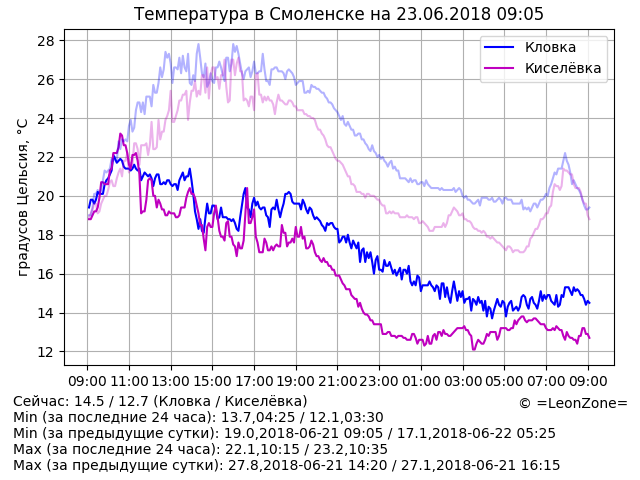 Температура в Смоленске на 23.06.2018 09:05
Кловка
Киселёвка
градусов Цельсия, °C
28
26
24
22
20
18
16
14
12
09:00 11:00 13:00 15:00 17:00 19:00 21:00 23:00 01:00 03:00 05:00 07:00 09:00
Сейчас: 14.5 / 12.7 (Кловка / Киселёвка)
© =LeonZone=
Min (за последние 24 часа): 13.7,04:25 / 12.1,03:30
Min (за предыдущие сутки): 19.0,2018-06-21 09:05 / 17.1,2018-06-22 05:25
Max (за последние 24 часа): 22.1,10:15 / 23.2,10:35
Max (за предыдущие сутки): 27.8,2018-06-21 14:20 / 27.1,2018-06-21 16:15